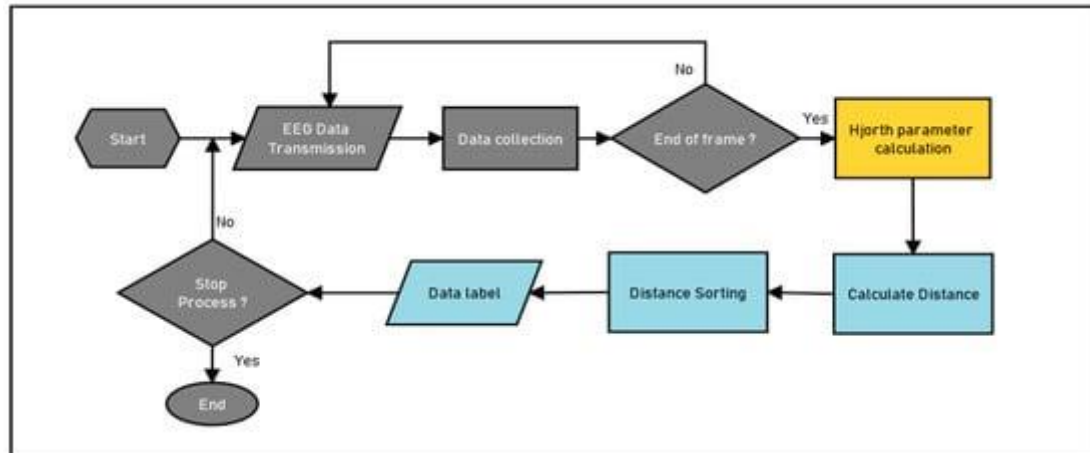 No
Start
EEG Data
Transmission
Data collection
End of frame ?
Yes
Hjorth parameter
calculation
No
Stop
Process ?
Data label
Distance Sorting
Calculate Distance
Yes
End